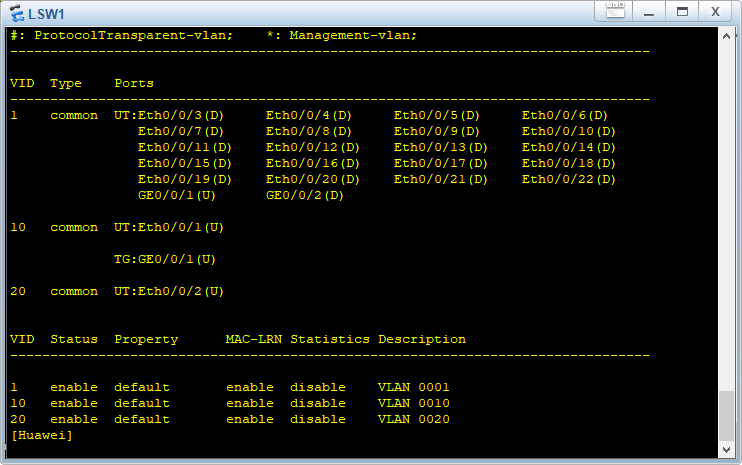 LSW1
#: ProtocolTransparent-vlan;    *: Management-vlan;
--------------------------------------------------------------------------------
VID  Type    Ports
--------------------------------------------------------------------------------
1    common  UT:Eth0/0/3(D)     Eth0/0/4(D)     Eth0/0/5(D)     Eth0/0/6(D)
                Eth0/0/7(D)     Eth0/0/8(D)     Eth0/0/9(D)     Eth0/0/10(D)
                Eth0/0/11(D)    Eth0/0/12(D)    Eth0/0/13(D)    Eth0/0/14(D)
                Eth0/0/15(D)    Eth0/0/16(D)    Eth0/0/17(D)    Eth0/0/18(D)
                Eth0/0/19(D)    Eth0/0/20(D)    Eth0/0/21(D)    Eth0/0/22(D)
                GE0/0/1(U)      GE0/0/2(D)
10   common  UT:Eth0/0/1(U)
             TG:GE0/0/1(U)
20   common  UT:Eth0/0/2(U)
VID  Status  Property      MAC-LRN Statistics Description
--------------------------------------------------------------------------------
1    enable  default       enable  disable    VLAN 0001
10   enable  default       enable  disable    VLAN 0010
20   enable  default       enable  disable    VLAN 0020
[Huawei]